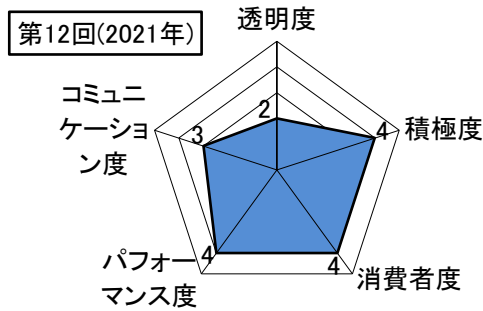 第12回(2021年)
透明度
2
コミュニ
ケーショ
ン度
3
4
積極度
パフォー
マンス度
4
4
消費者度